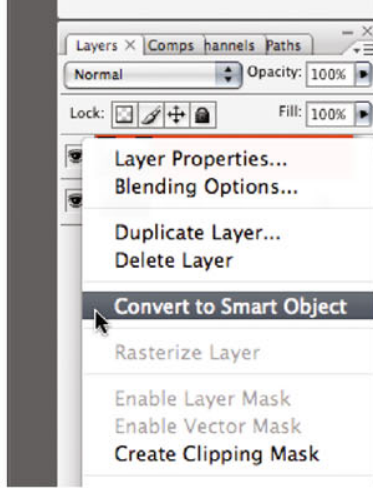 Layers × Comps hannels Paths
Normal Opacity: 100%
Lock: Fill: 100%
Layer Properties...
Blending Options...
Duplicate Layer...
Delete Layer
Convert to Smart Object
Rasterize Layer
Enable Layer Mask
Enable Vector Mask
Create Clipping Mask